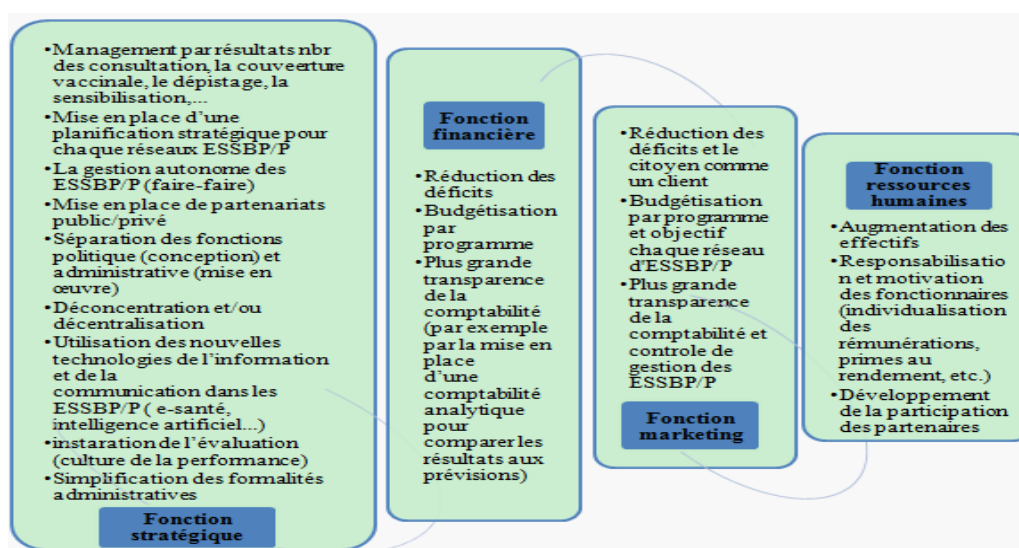 •Management par résultats nbr
des consultation, la couveerture
vaccinale, le dépistage, la
sensibilisation,...
•Mise en place d'une
planification stratégique pour
chaque réseaux ESSBP/P
•La gestion autonome des
ESSBP/P (faire-faire)
•Mise en place de partenariats
public/privé
•Séparation des fonctions
politique (conception) et
administrative (mise en
œuvre)
•Déconcentration et/ou
décentralisation
•Utilisation des nouvelles
technologies de l'information
et de la
communication dans les
ESSBP/P ( e-santé,
intelligence artificiel...)
•instaration de l'évaluation
(culture de la performance)
•Simplification des formalités
administratives
Fonction
stratégique
Fonction
financière
•Réduction des
déficits
•Budgétisation
par
programme
•Plus grande
transparence
de la
comptabilité
(par exemple
par la mise en
place
d'une
comptabilité
analytique
pour
comparer les
résultats aux
prévisions)
•Réduction des
déficits et le
citoyen comme
un client
•Budgétisation
par programme
et objectif
chaque réseau
d'ESSBP/P
•Plus grande
transparence
de la
comptabilité et
controle de
gestion des
ESSBP/P
Fonction
marketing
Fonction
ressources
humaines
•Augmentation des
effectifs
•Responsabilisatio
n et motivation
des fonctionnaires
(individualisation
des
rémunérations,
primes au
rendement, etc.)
•Développement
de la participation
des partenaires